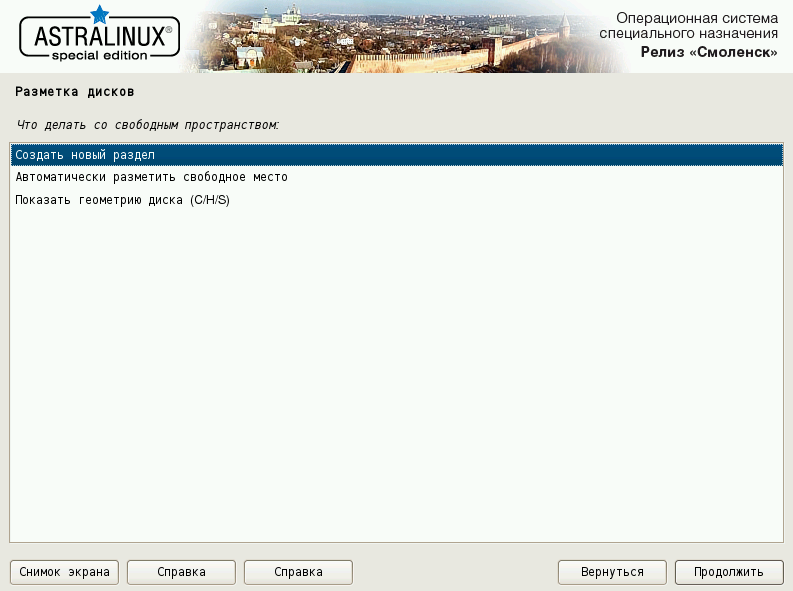 ASTRALINUX®
special edition
Операционная система
специального назначения
Релиз «Смоленск»
Разметка дисков
Что делать со свободным пространством:
Создать новый раздел
Автоматически разметить свободное место
Показать геометрию диска (C/H/S)
Снимок экрана
Справка
Справка
Вернуться
Продолжить